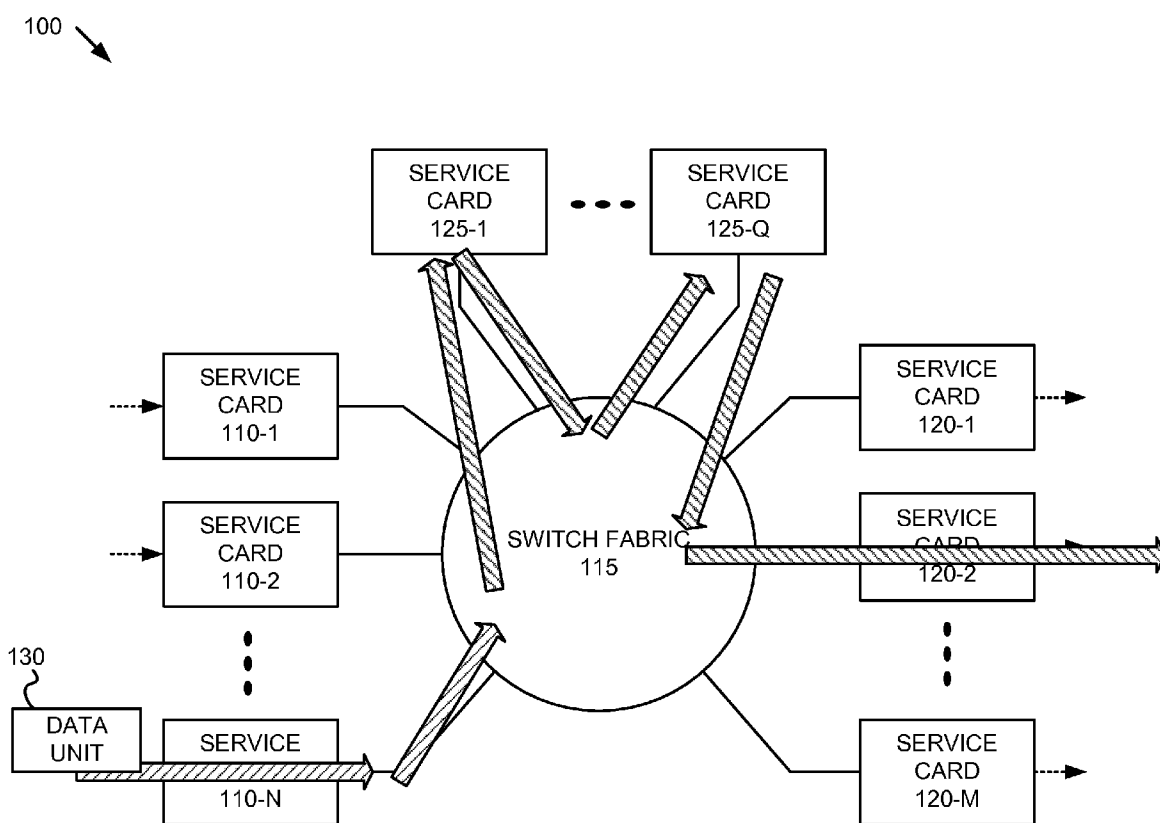 100
SERVICE
CARD
125-1
SERVICE
CARD
125-Q
SERVICE
CARD
110-1
SERVICE
CARD
120-1
SERVICE
CARD
110-2
SWITCH FABRIC
115
SERVICE
CARD
120-2
130
DATA
UNIT
SERVICE
110-N
SERVICE
CARD
120-M